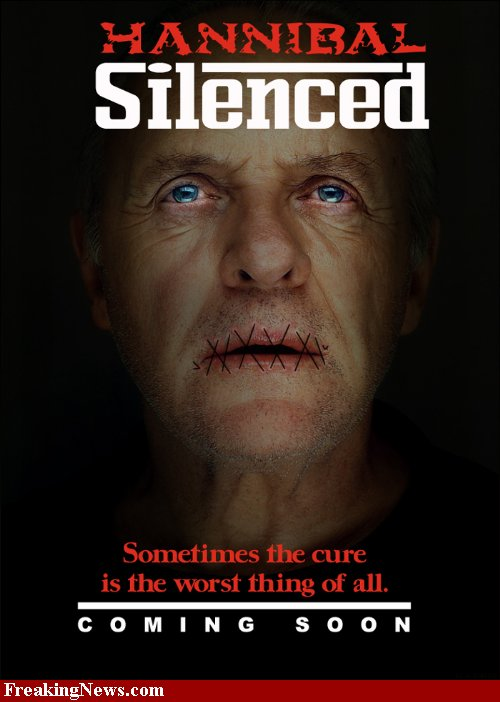 HANNIBAL
Silenced
Sometimes the cure
is the worst thing of all.
COMING SOON
FreakingNews.com